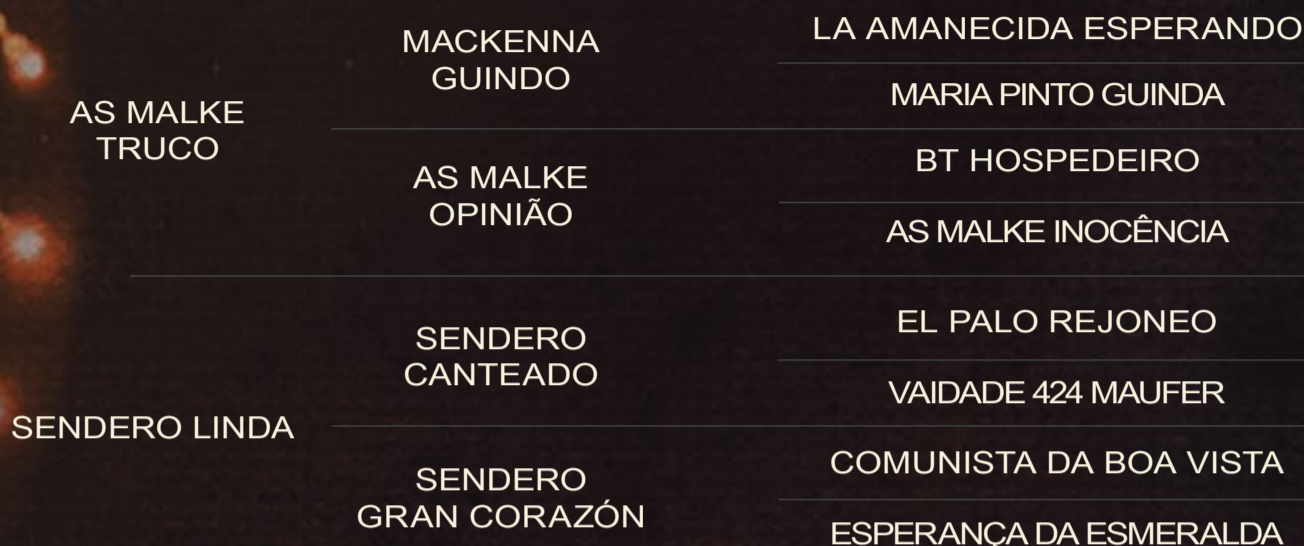 AS MALKE
TRUCO
MACKENNA
GUINDO
LA AMANECIDA ESPERANDO
MARIA PINTO GUINDA
AS MALKE
OPINIÃO
BT HOSPEDEIRO
AS MALKE INOCÊNCIA
SENDERO LINDA
SENDERO
CANTEADO
EL PALO REJONEO
VAIDADE 424 MAUFER
SENDERO
GRAN CORAZÓN
COMUNISTA DA BOA VISTA
ESPERANÇA DA ESMERALDA